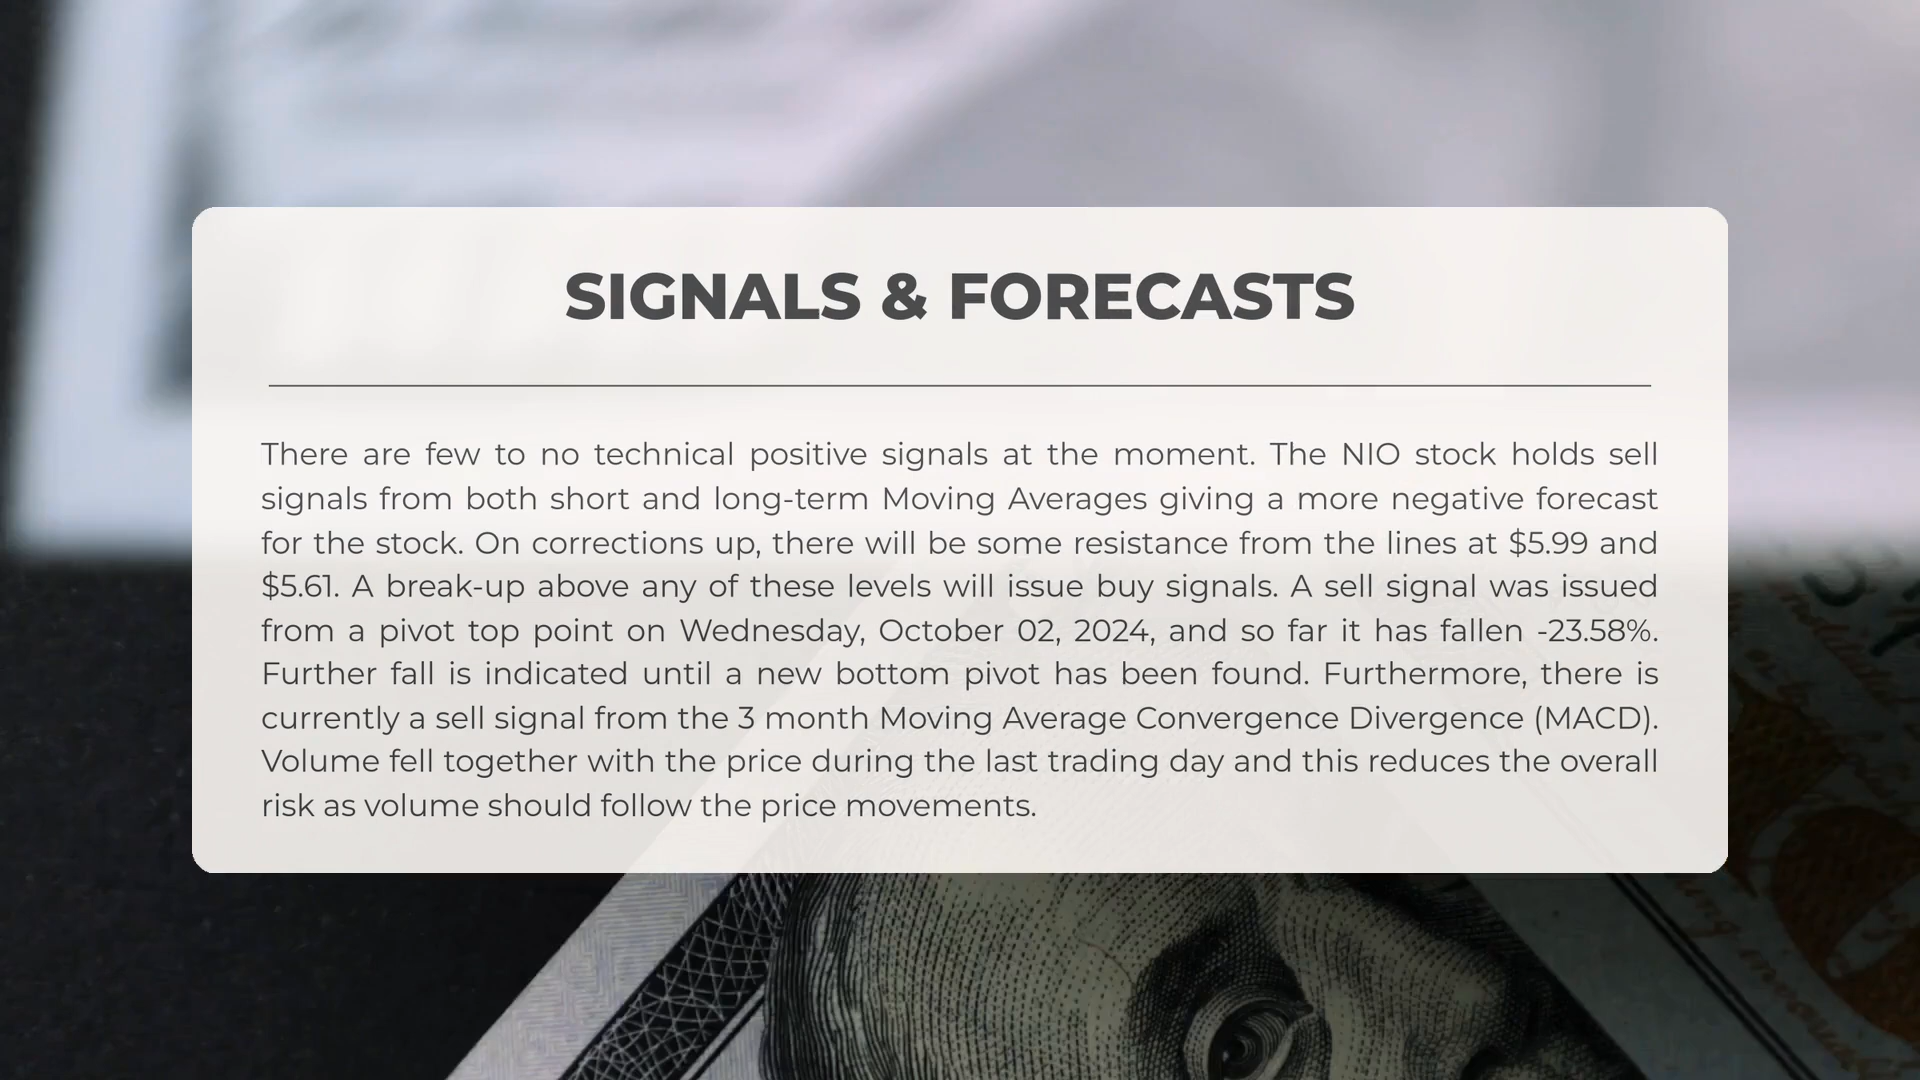 SIGNALS & FORECASTS
There are few to no technical positive signals at the moment. The NIO stock holds sell
signals from both short and long-term Moving Averages giving a more negative forecast
for the stock. On corrections up, there will be some resistance from the lines at $5.99 and
$5.61. A break-up above any of these levels will issue buy signals. A sell signal was issued
from a pivot top point on Wednesday, October 02, 2024, and so far it has fallen -23.58%.
Further fall is indicated until a new bottom pivot has been found. Furthermore, there is
currently a sell signal from the 3 month Moving Average Convergence Divergence (MACD).
Volume fell together with the price during the last trading day and this reduces the overall
risk as volume should follow the price movements.